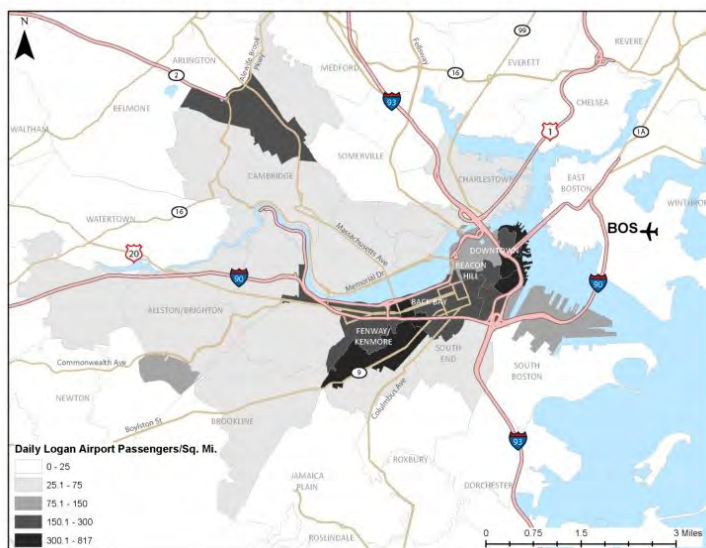 N
ARLINGTON
Alewife Brook
Pkwy
2
BELMONT
WALTHAM
MEDFORD
Fellsway
16
93
99
EVERETT
REVERE
CHELSEA
1
1A
SOMERVILLE
CAMBRIDGE
CHARLESTOWN
EAST
BOSTON
WINTHROP
WATERTOWN
16
20
Massachusetts Ave
Memorial Dr
90
DOWNTOWN
BEACON
HILL
BOS
90
BACK BAY
ALLSTON/BRIGHTON
FENWAY/
KENMORE
SOUTH
END
9
Columbus Ave
SOUTH
BOSTON
Commonwealth Ave
NEWTON
Boylston St
BROOKLINE
93
ROXBURY
JAMAICA
PLAIN
DORCHESTER
ROSLINDALE
Daily Logan Airport Passengers/Sq. Mi.
0 - 25
25.1 - 75
75.1 - 150
150.1 - 300
300.1 - 817
0 0.75 1.5 3 Miles